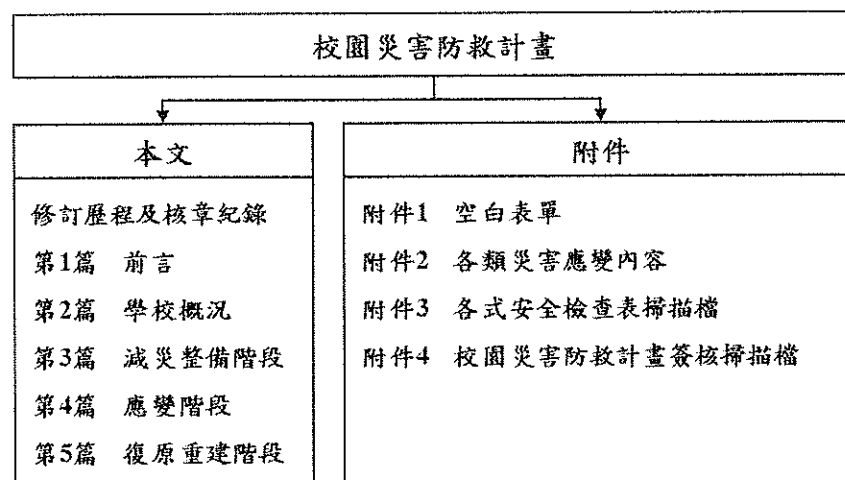 校園災害防救計畫
本文
修訂歷程及核章紀錄
第1篇 前言
第2篇 學校概況
第3篇 減災整備階段
第4篇 應變階段
第5篇 復原重建階段
附件
附件1 空白表單
附件2 各類災害應變內容
附件3 各式安全檢查表掃描檔
附件4 校園災害防救計畫簽核掃描檔